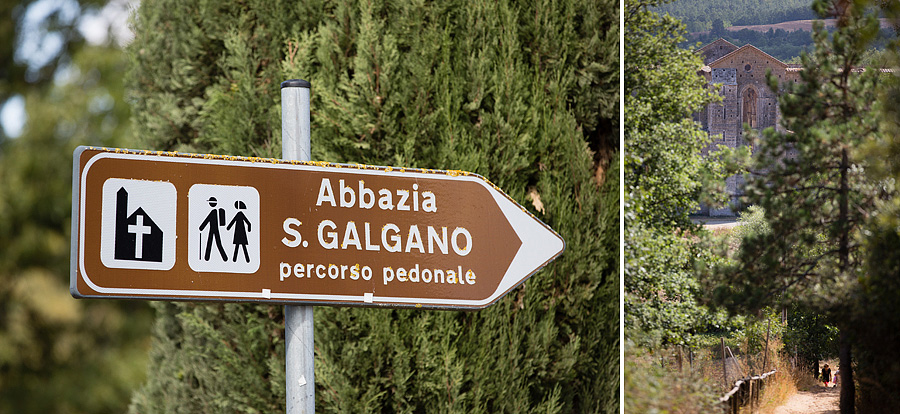 Abbazia
S. GALGANO
percorso pedonale